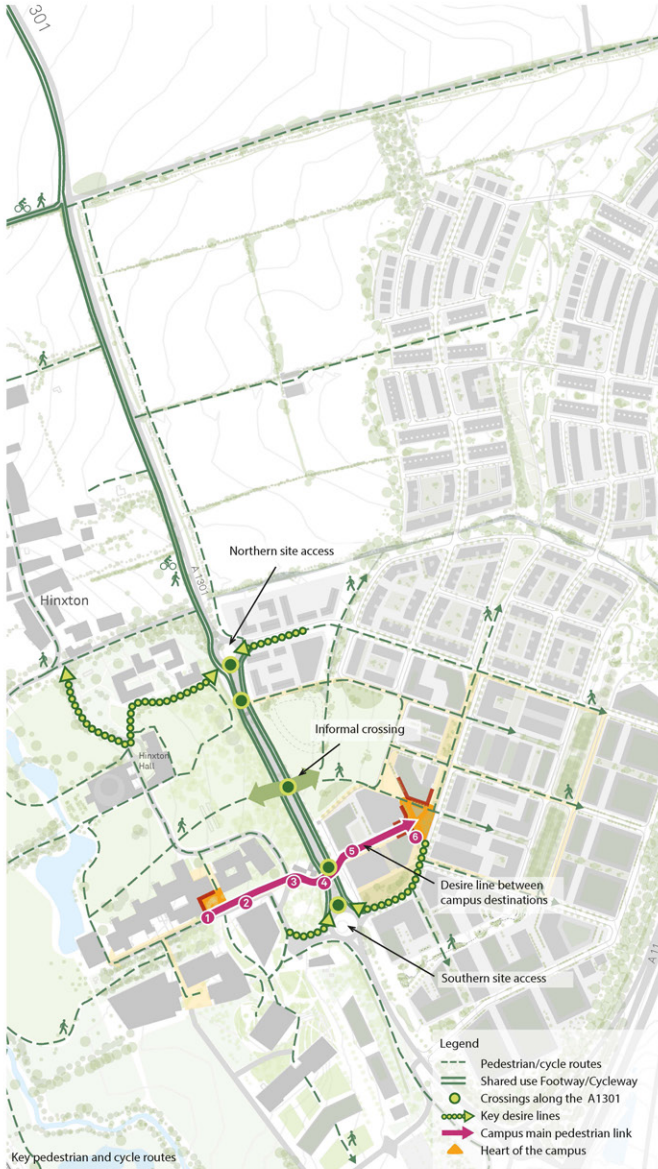 301
Northern site access
A 1301
Hinxton
Informal crossing
Hinxton
Hall
6
5
3
4
Desire line between
campus destinations
2
1
Southern site access
A 11
Legend
Pedestrian/cycle routes
Shared use Footway/Cycleway
Crossings along the A1301
Key desire lines
Campus main pedestrian link
Heart of the campus
Key pedestrian and cycle routes